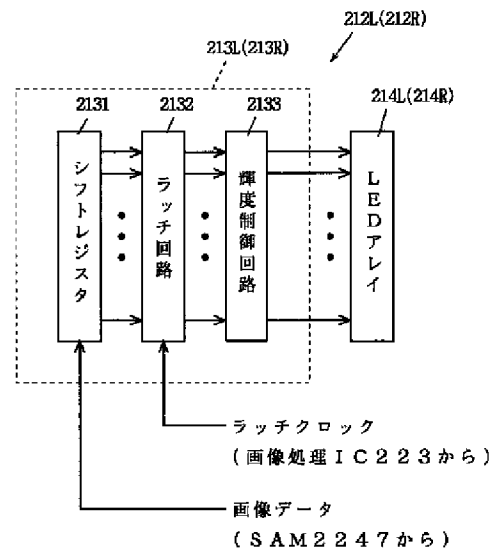 212L(212R)
213L(213R)
2131
2132
2133
214L(214R)
シフトレジスタ
ラッチ回路
輝度制御回路
LEDアレイ
ラッチクロック
(画像処理IC223から)
画像データ
(SAM2247から)